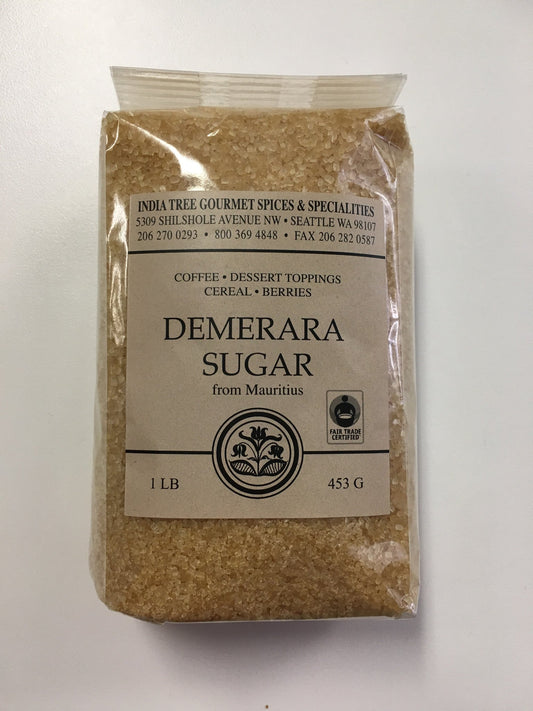 INDIA TREE GOURMET SPICES & SPECIALITIES
5309 SHILSHOLE AVENUE NW • SEATTLE WA 98107
206 270 0293 • 800 369 4848 • FAX 206 282 0587
COFFEE • DESSERT TOPPINGS
CEREAL • BERRIES
DEMERARA
SUGAR
from Mauritius
FAIR TRADE
CERTIFIED
1 LB 453 G